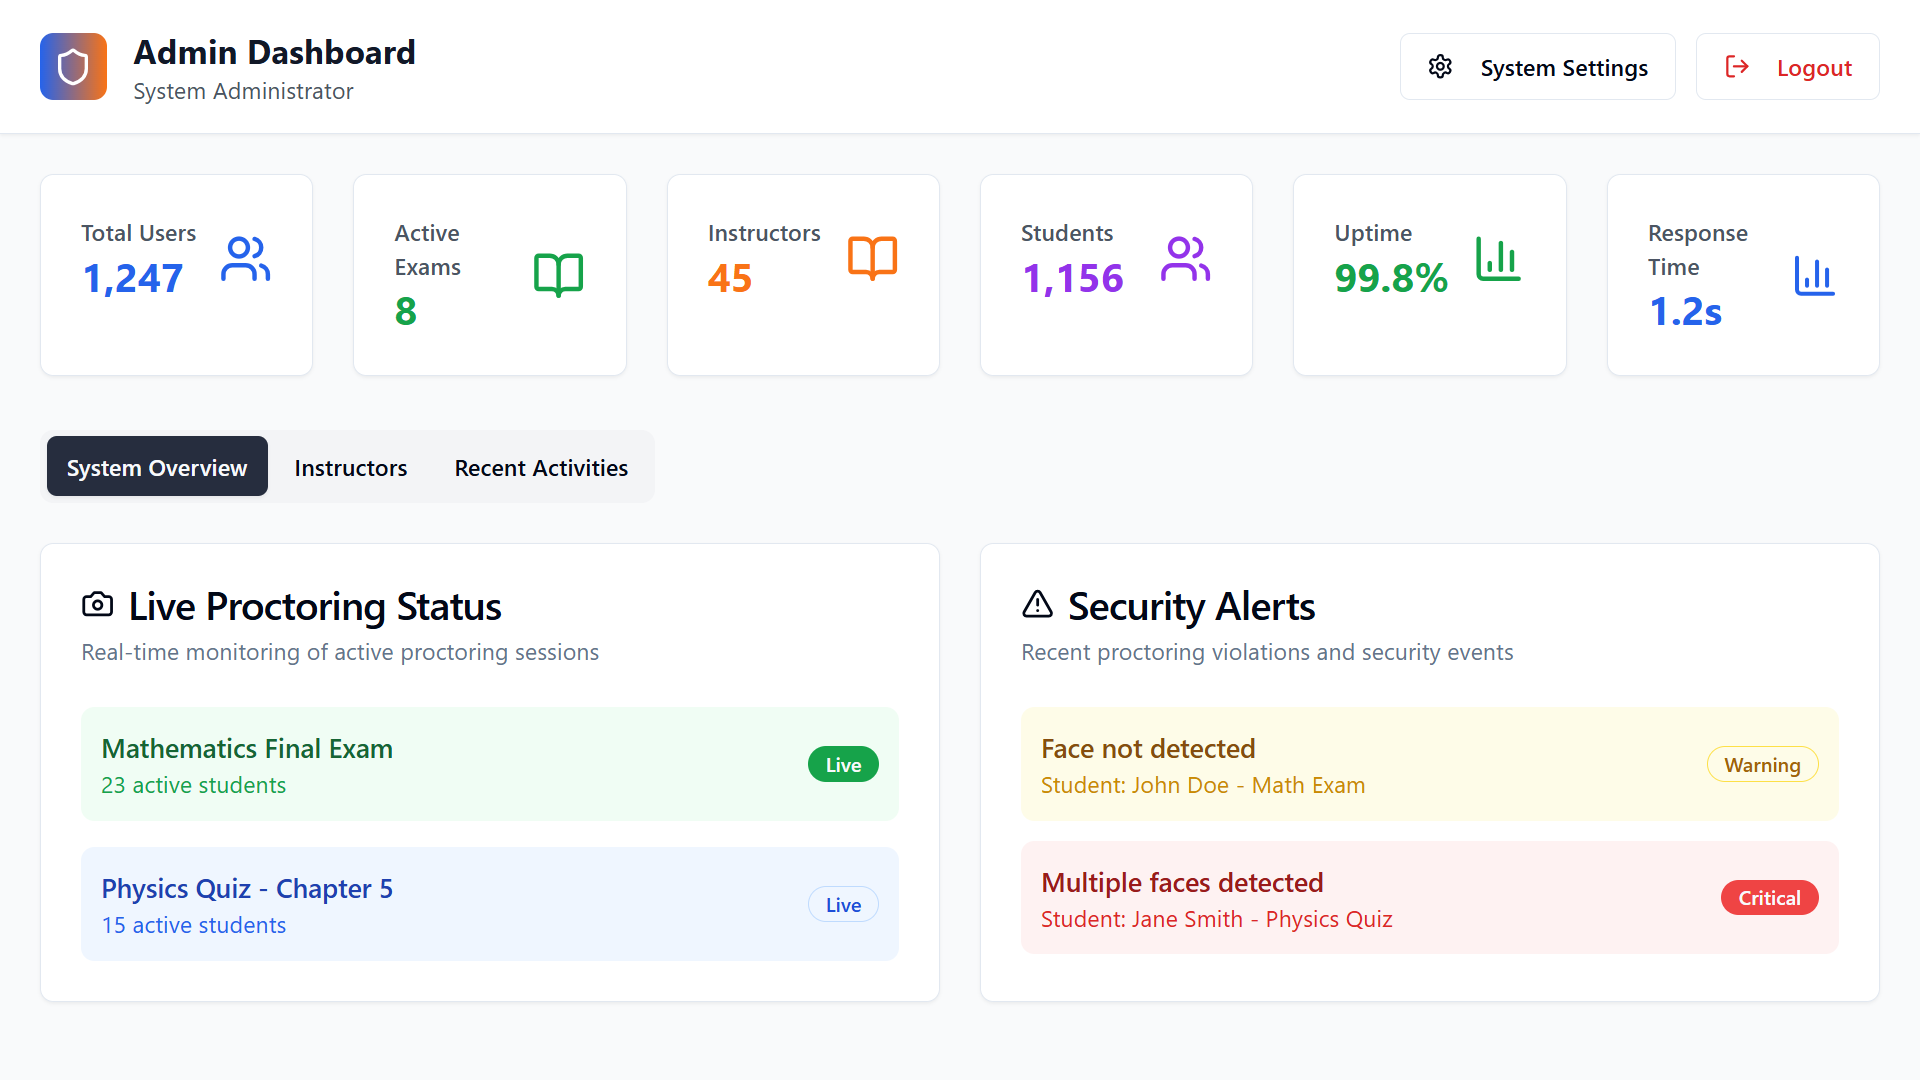 Admin Dashboard
System Administrator
System Settings
Logout
Total Users
1,247
Active
Exams
8
Instructors
45
Students
1,156
Uptime
99.8%
Response
Time
1.2s
System Overview
Instructors
Recent Activities
Live Proctoring Status
Real-time monitoring of active proctoring sessions
Mathematics Final Exam
23 active students
Live
Physics Quiz - Chapter 5
15 active students
Live
Security Alerts
Recent proctoring violations and security events
Face not detected
Student: John Doe - Math Exam
Warning
Multiple faces detected
Student: Jane Smith - Physics Quiz
Critical